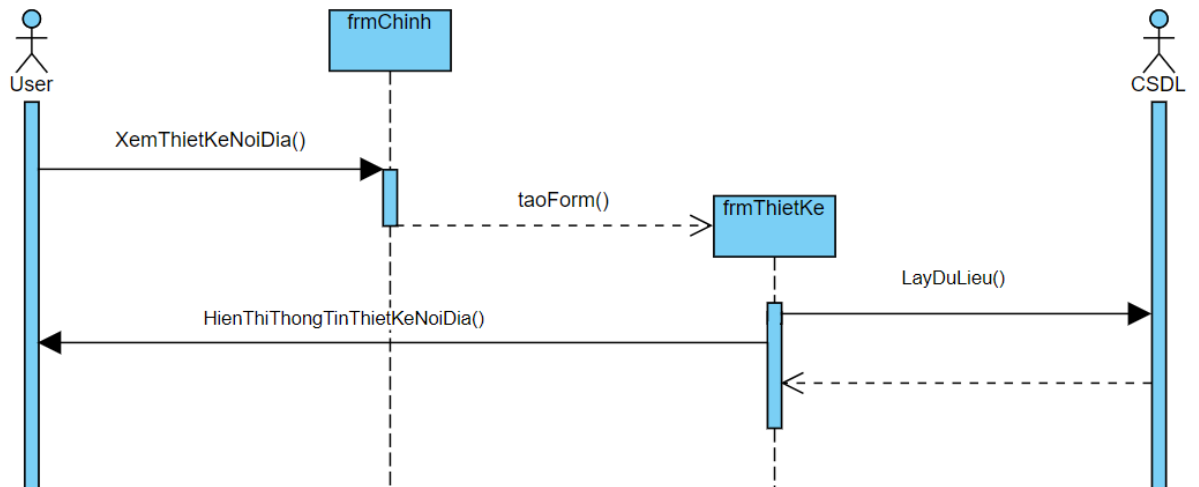 frmChinh
User
CSDL
XemThietKeNoiDia()
taoForm()
frmThietKe
LayDuLieu()
HienThiThongTinThietKeNoiDia()